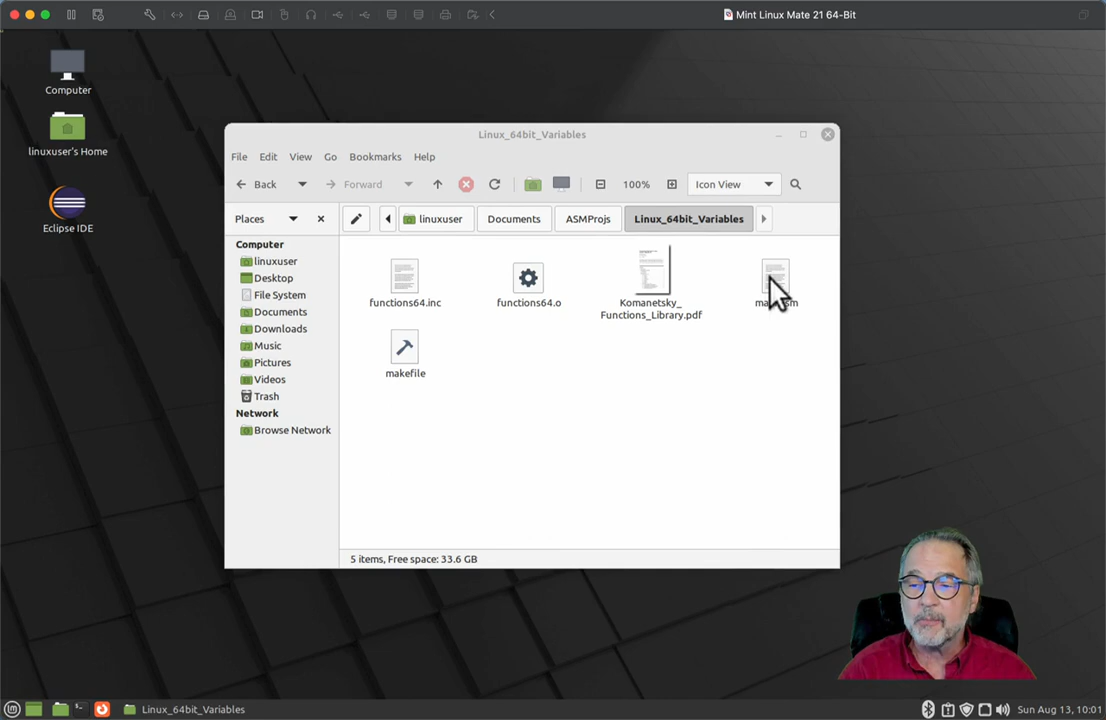 Mint Linux Mate 21 64-Bit
Computer
linuxuser's Home
Eclipse IDE
Linux_64bit_Variables
File Edit View Go Bookmarks Help
Back Forward 100% Icon View
Places linuxuser Documents ASMProjs Linux_64bit_Variables
Computer
linuxuser
Desktop
File System
Documents
Downloads
Music
Pictures
Videos
Trash
Network
Browse Network
functions64.inc
functions64.o
Komanetsky_
Functions_Library.pdf
makefile
5 items, Free space: 33.6 GB
Linux_64bit_Variables
Sun Aug 13, 10:01